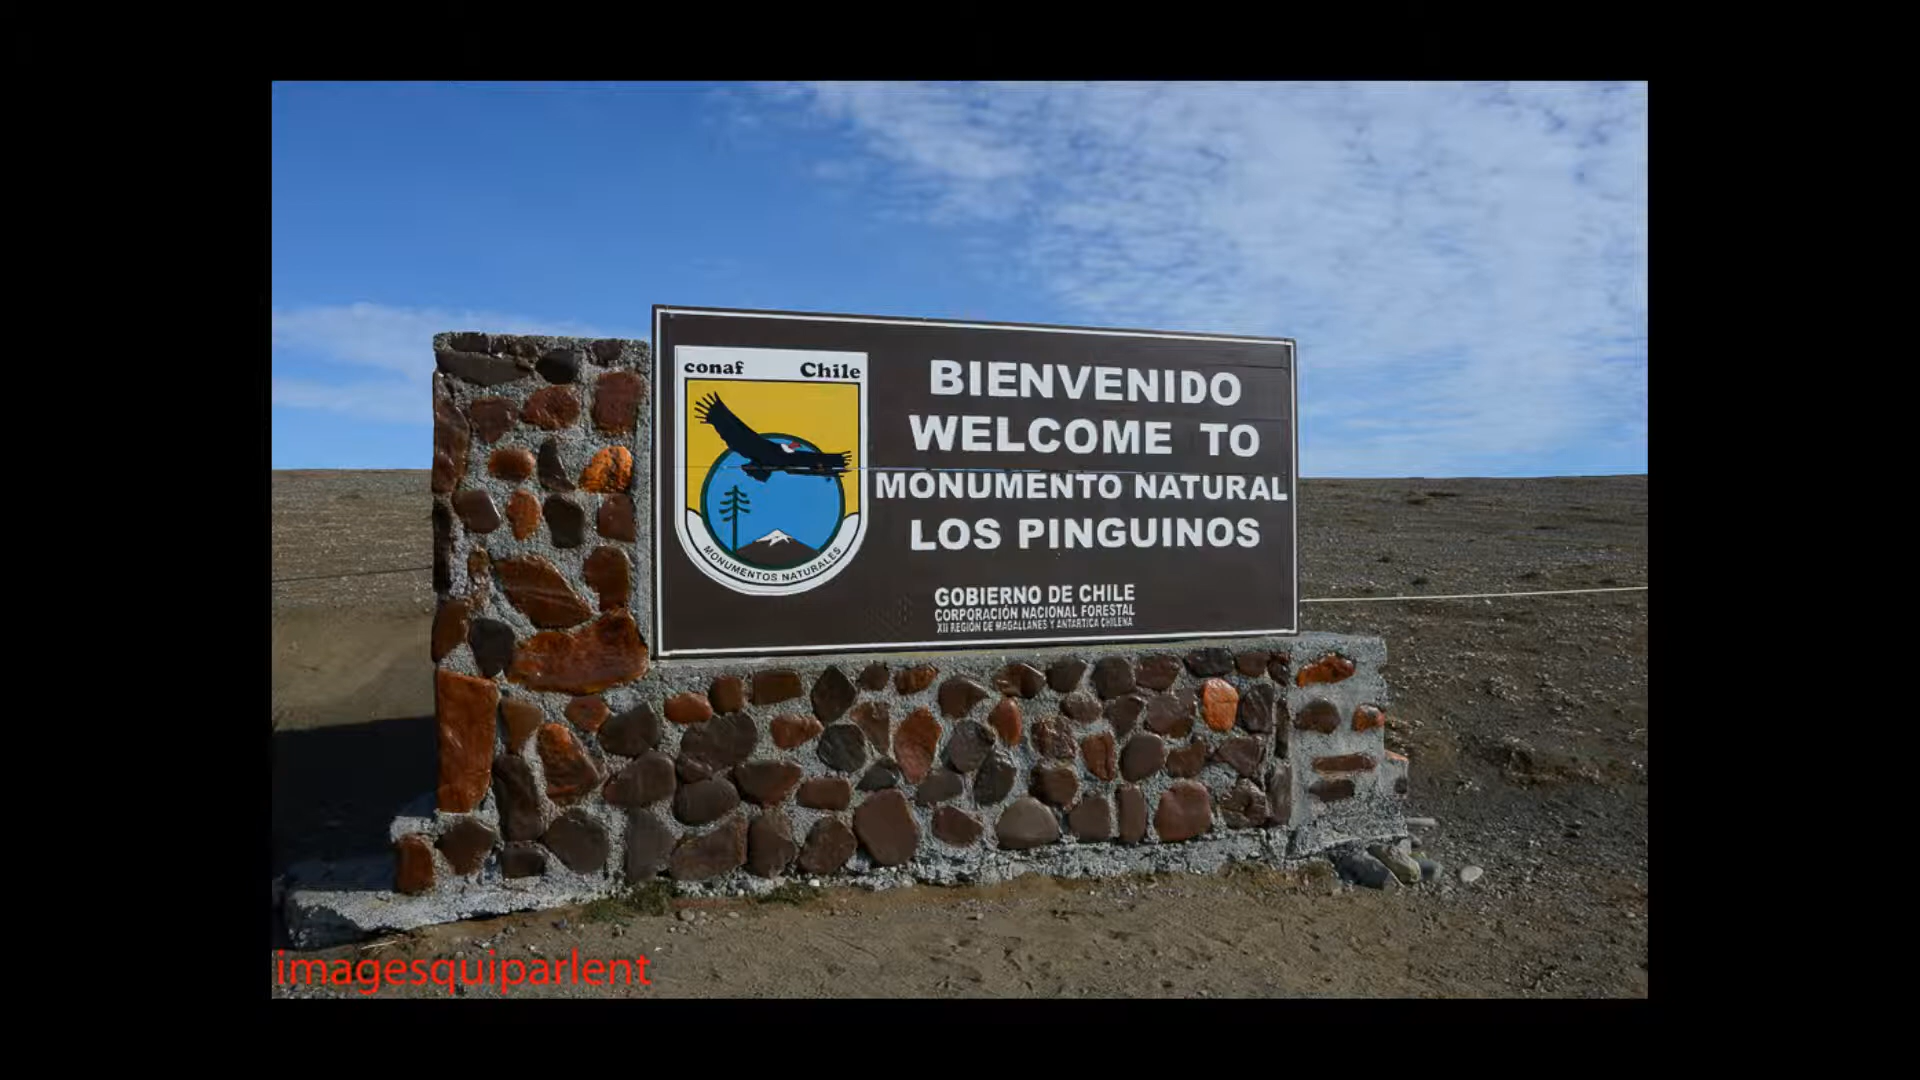 conaf Chile
MONUMENTOS NATURALES
BIENVENIDO
WELCOME TO
MONUMENTO NATURAL
LOS PINGUINOS
GOBIERNO DE CHILE
CORPORACIÓN NACIONAL FORESTAL
XII REGIÓN DE MAGALLANES Y ANTARTICA CHILENA
imagesquiparlent